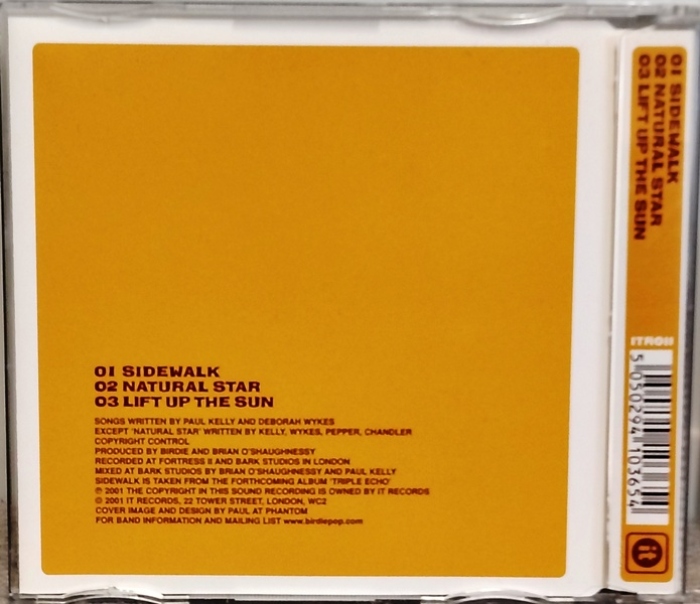 01 SIDEWALK
02 NATURAL STAR
03 LIFT UP THE SUN
SONGS WRITTEN BY PAUL KELLY AND DEBORAH WYKES
EXCEPT 'NATURAL STAR' WRITTEN BY KELLY, WYKES, PEPPER, CHANDLER
COPYRIGHT CONTROL
PRODUCED BY BIRDIE AND BRIAN O'SHAUGHNESSY
RECORDED AT FORTRESS II AND BARK STUDIOS IN LONDON
MIXED AT BARK STUDIOS BY BRIAN O'SHAUGHNESSY AND PAUL KELLY
SIDEWALK IS TAKEN FROM THE FORTHCOMING ALBUM 'TRIPLE ECHO'
℗ 2001 THE COPYRIGHT IN THIS SOUND RECORDING IS OWNED BY IT RECORDS
© 2001 IT RECORDS, 22 TOWER STREET, LONDON, WC2
COVER IMAGE AND DESIGN BY PAUL AT PHANTOM
FOR BAND INFORMATION AND MAILING LIST www.birdiepop.com
01 SIDEWALK
02 NATURAL STAR
03 LIFT UP THE SUN
ITR011
5 050294 103654
it